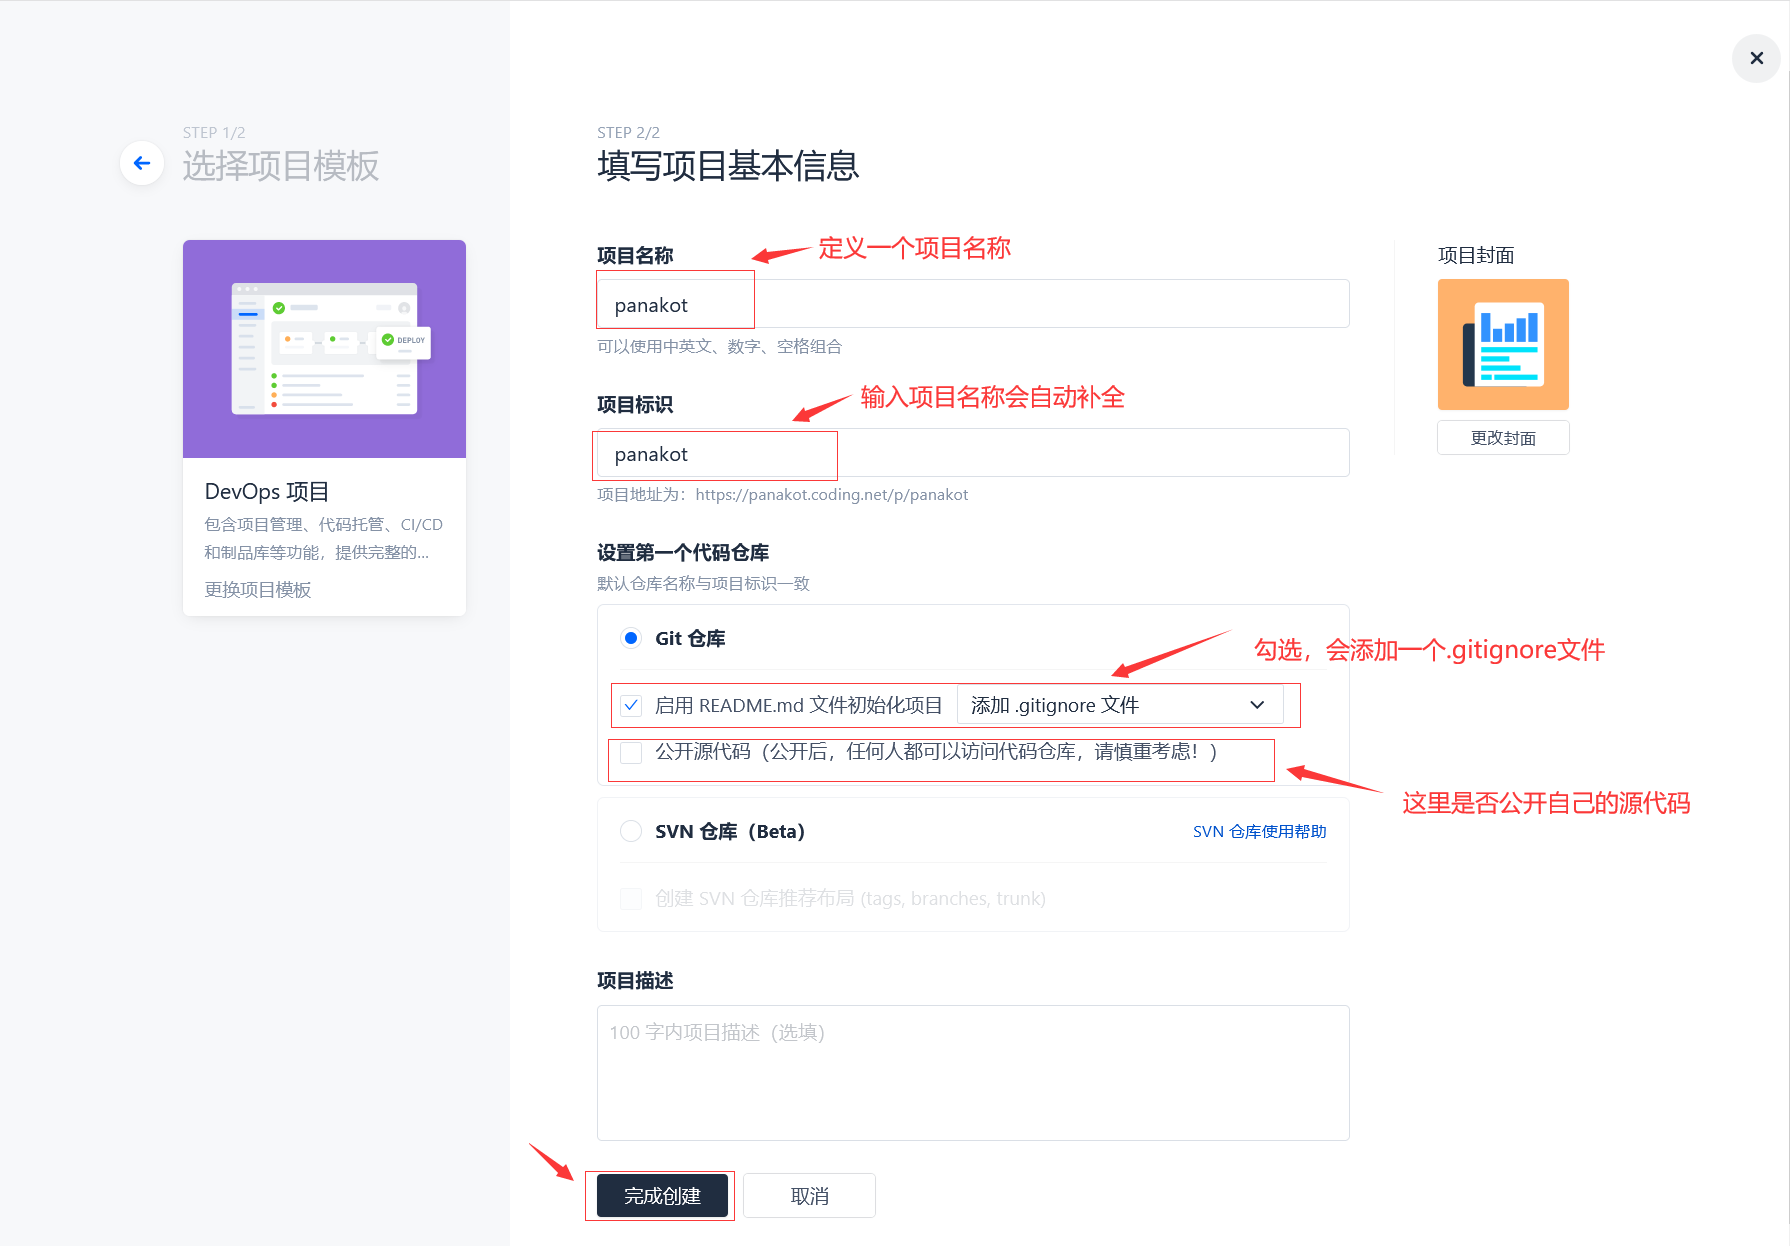 STEP 1/2
选择项目模板
DEPLOY
DevOps 项目
包含项目管理、代码托管、CI/CD
和制品库等功能，提供完整的...
更换项目模板
STEP 2/2
填写项目基本信息
项目名称
定义一个项目名称
panakot
可以使用中英文、数字、空格组合
项目标识
输入项目名称会自动补全
panakot
项目地址为：https://panakot.coding.net/p/panakot
项目封面
更改封面
设置第一个代码仓库
默认仓库名称与项目标识一致
Git 仓库
勾选，会添加一个.gitignore文件
启用 README.md 文件初始化项目
添加 .gitignore 文件
公开源代码（公开后，任何人都可以访问代码仓库，请慎重考虑！）
这里是否公开自己的源代码
SVN 仓库（Beta）
SVN 仓库使用帮助
创建 SVN 仓库推荐布局 (tags, branches, trunk)
项目描述
100 字内项目描述（选填）
完成创建
取消